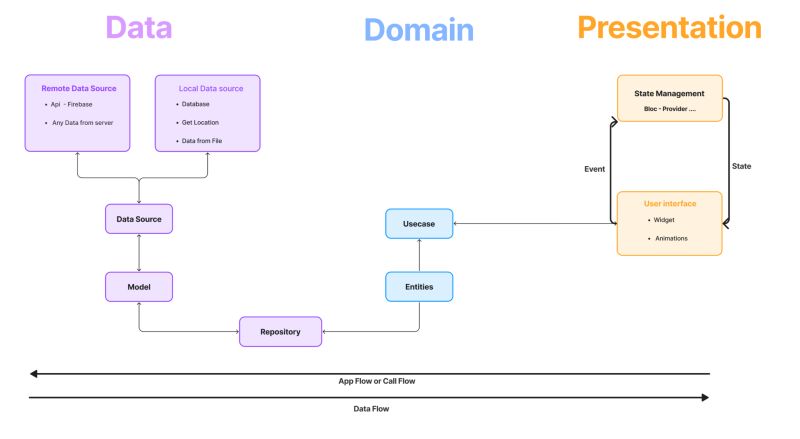 Data
Domain
Presentation
Remote Data Source
• Api - Firebase
• Any Data from server
Local Data source
• Database
• Get Location
• Data from File
State Management
Bloc - Provider ....
Event
State
Data Source
Usecase
User interface
• Widget
• Animations
Model
Entities
Repository
App Flow or Call Flow
Data Flow